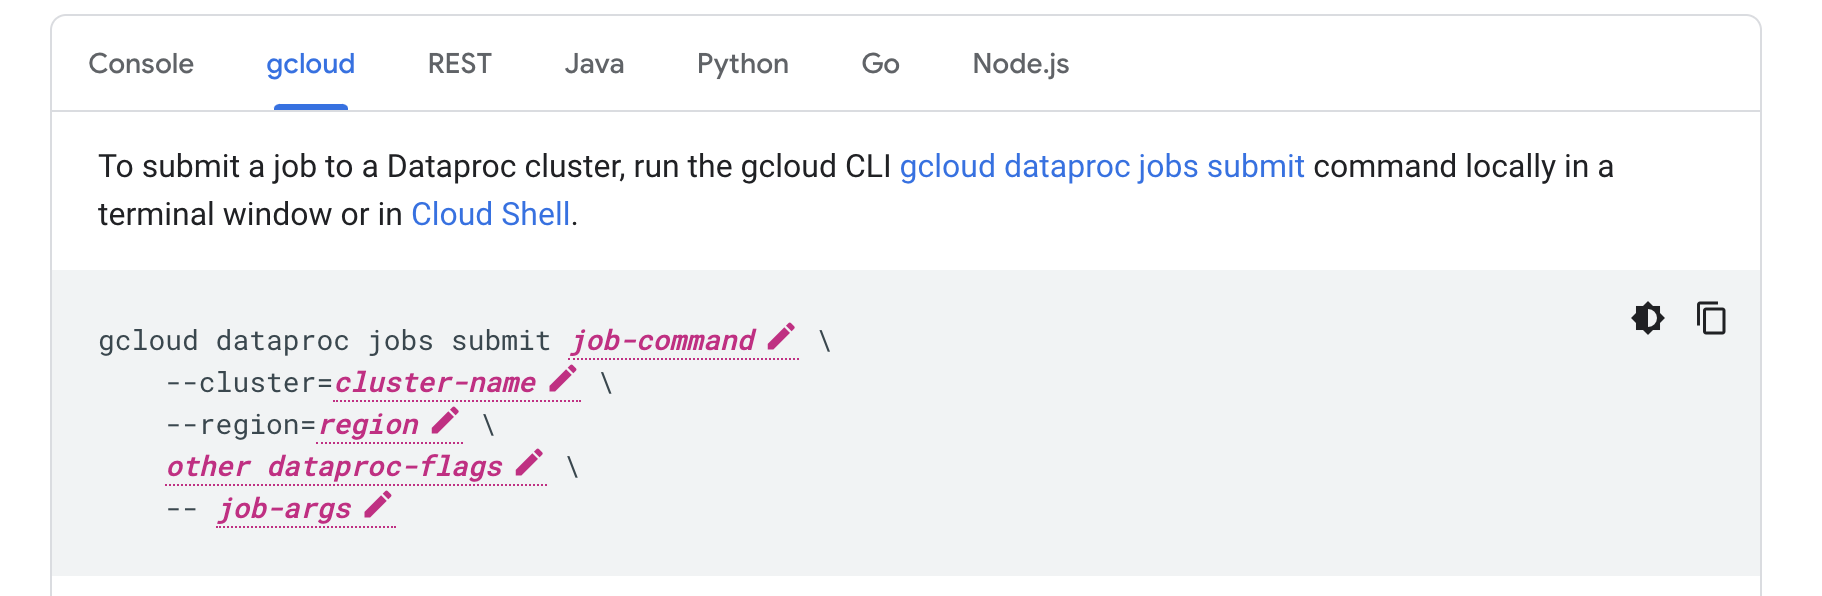 Console gcloud REST Java Python Go Node.js
To submit a job to a Dataproc cluster, run the gcloud CLI gcloud dataproc jobs submit command locally in a
terminal window or in Cloud Shell.
gcloud dataproc jobs submit job-command \
    --cluster=cluster-name \
    --region=region \
    other dataproc-flags \
    -- job-args